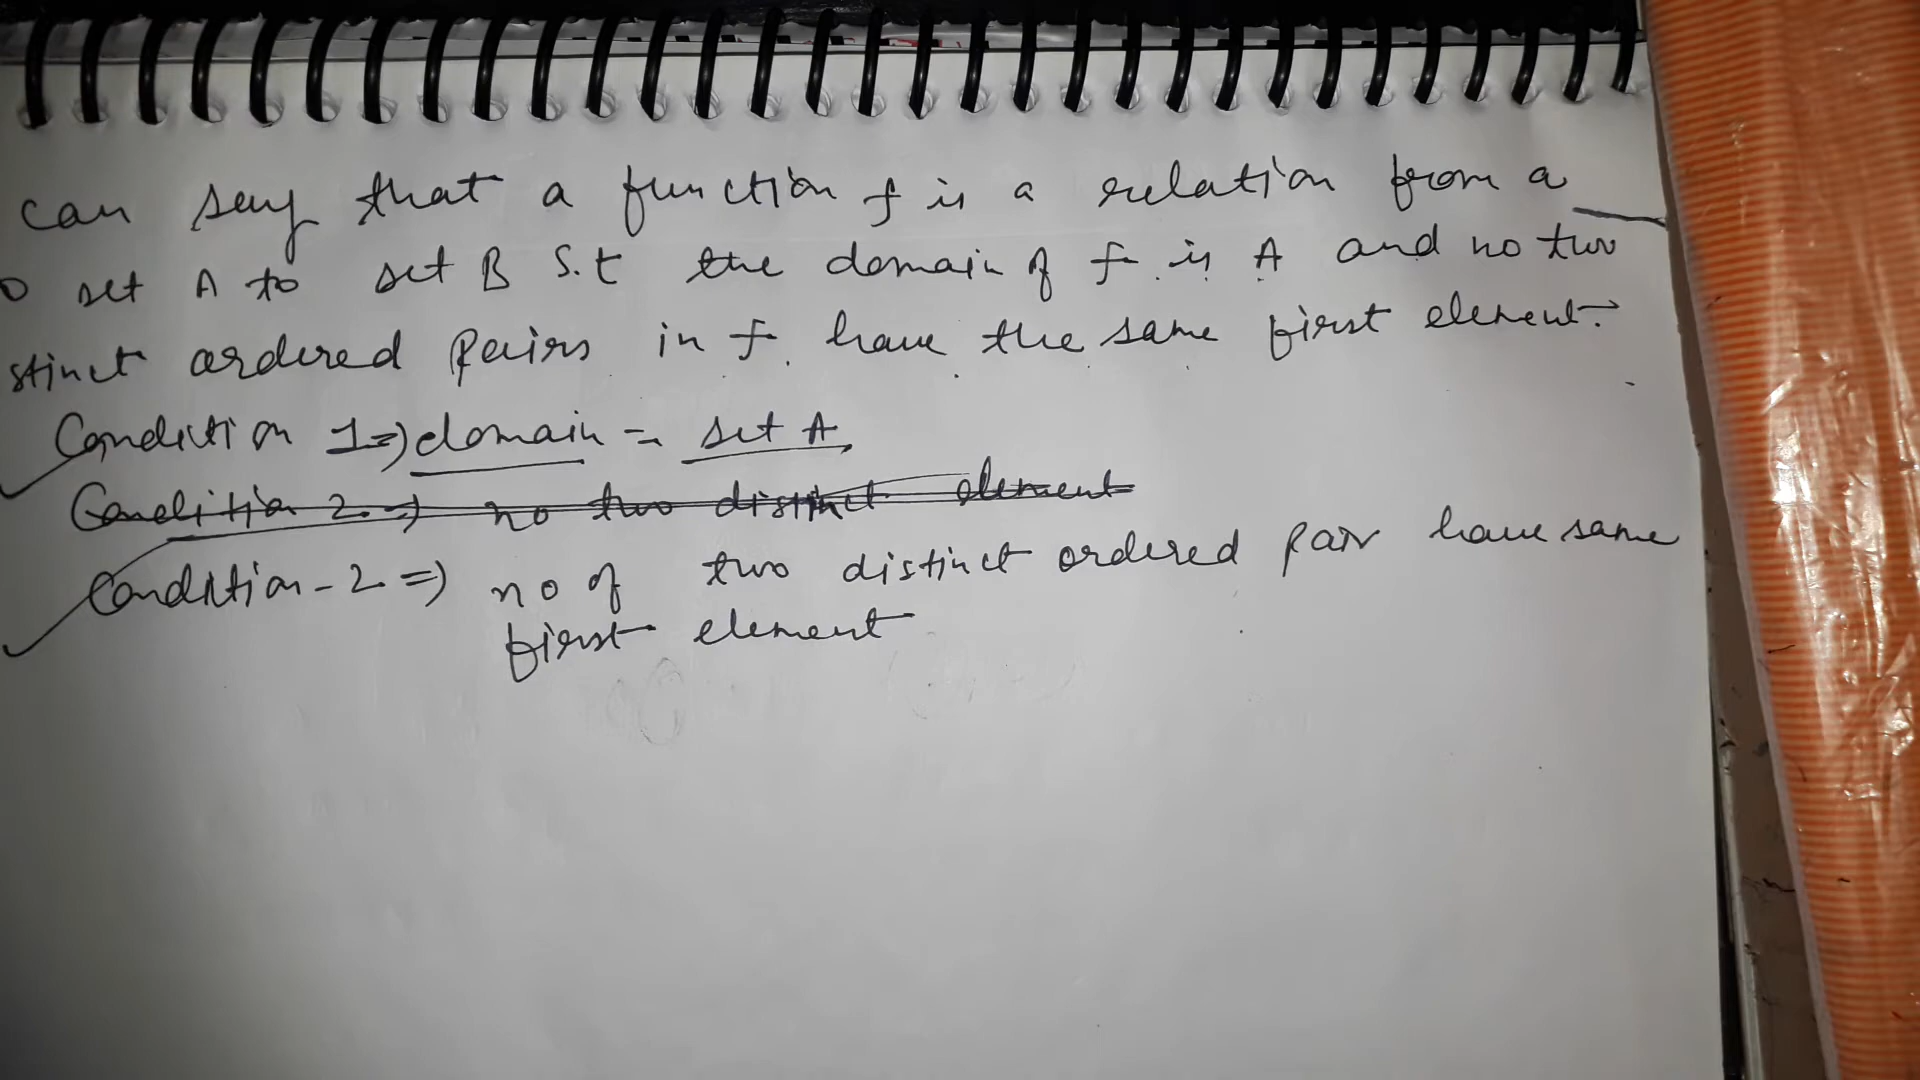 can say that a function f is a relation from a
set A to set B s.t the domain of f is A and no two
stinct ordered pairs in f have the same first element.
Condition 1 => domain = set A,
Condition 2 => no two distinct element
Condition - 2 => no of two distinct ordered pair have same
first element